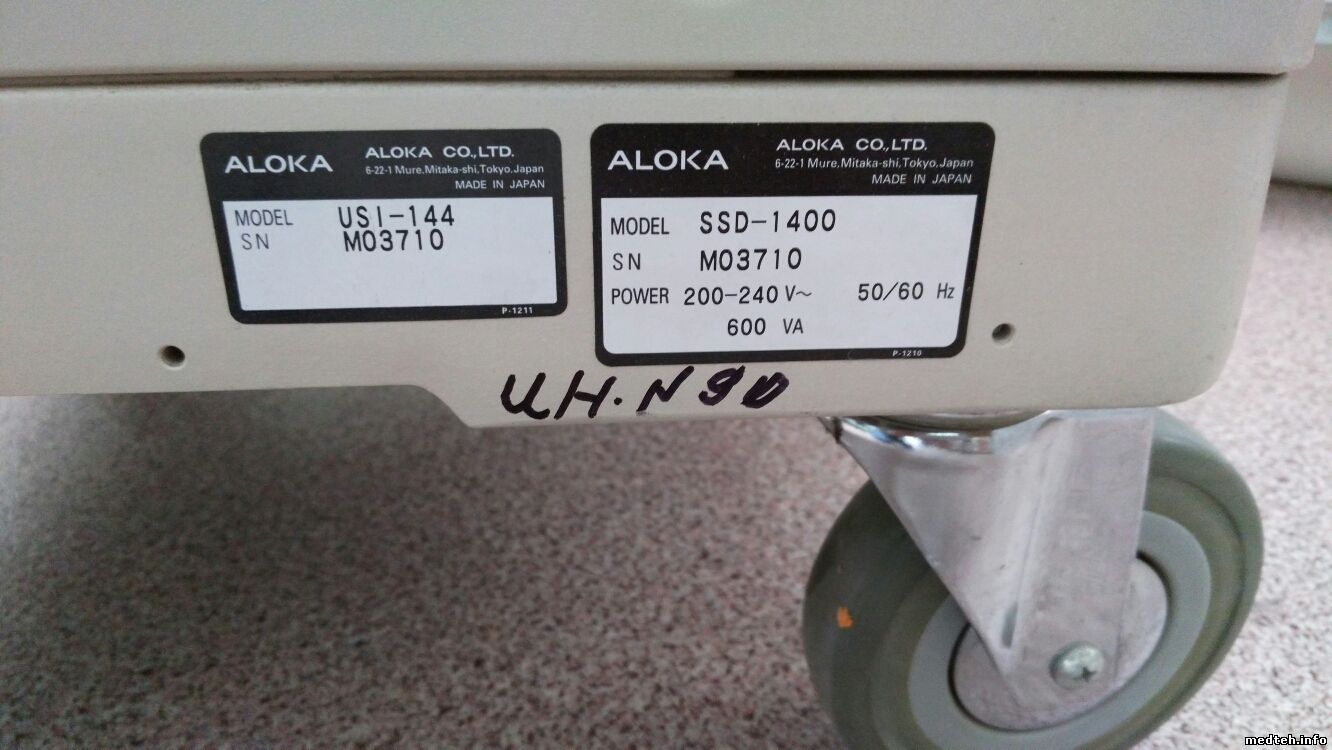 ALOKA
ALOKA CO.,LTD.
6-22-1 Mure,Mitaka-shi,Tokyo,Japan
MADE IN JAPAN
MODEL USI-144
SN M03710
P-1211
ALOKA
ALOKA CO.,LTD.
6-22-1 Mure,Mitaka-shi,Tokyo,Japan
MADE IN JAPAN
MODEL SSD-1400
SN M03710
POWER 200-240 V~ 50/60 Hz
600 VA
P-1210
medteh.info